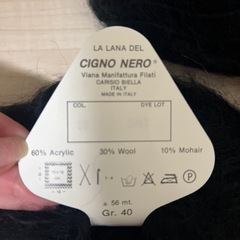 LA LANA DEL
CIGNO NERO®
Viana Manifattura Filati
CARISIO BIELLA
ITALY
MADE IN ITALY
COL. DYE LOT
60% Acrylic 30% Wool 10% Mohair
± 56 mt.
Gr. 40